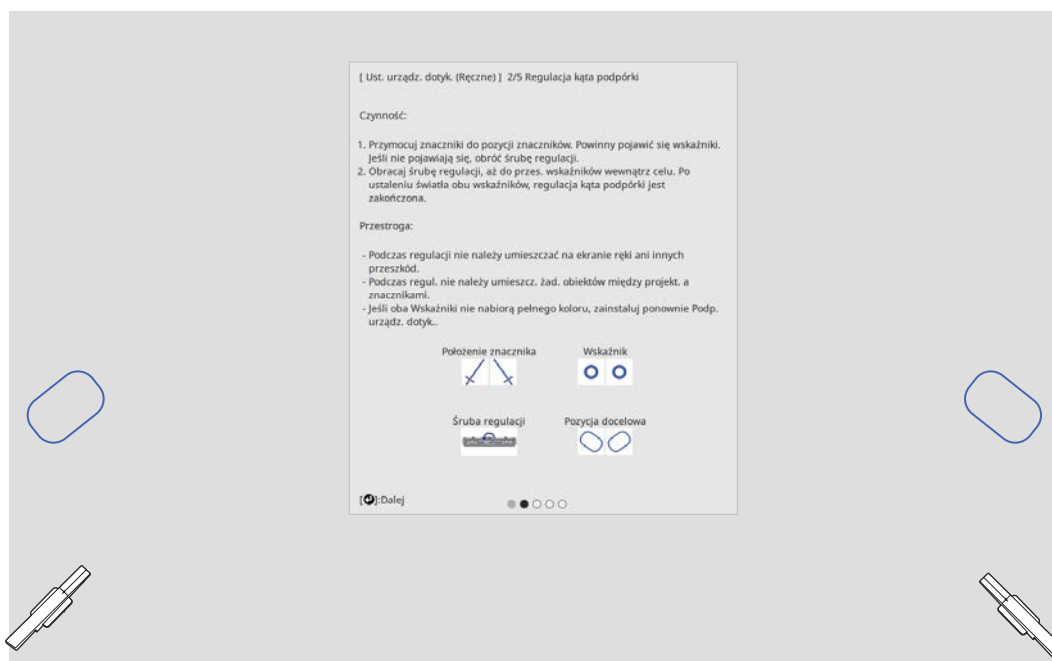 [ Ust. urządz. dotyk. (Ręczne) ] 2/5 Regulacja kąta podpórki
Czynność:
1. Przymocuj znaczniki do pozycji znaczników. Powinny pojawić się wskaźniki.
Jeśli nie pojawiają się, obróć śrubę regulacji.
2. Obracaj śrubę regulacji, aż do przes. wskaźników wewnątrz celu. Po
ustaleniu światła obu wskaźników, regulacja kąta podpórki jest
zakończona.
Przestroga:
- Podczas regulacji nie należy umieszczać na ekranie ręki ani innych
przeszkód.
- Podczas regul. nie należy umieszcz. żad. obiektów między projekt. a
znacznikami.
- Jeśli oba Wskaźniki nie nabiorą pełnego koloru, zainstaluj ponownie Podp.
urządz. dotyk..
Położenie znacznika Wskaźnik
Śruba regulacji Pozycja docelowa
[ ]:Dalej